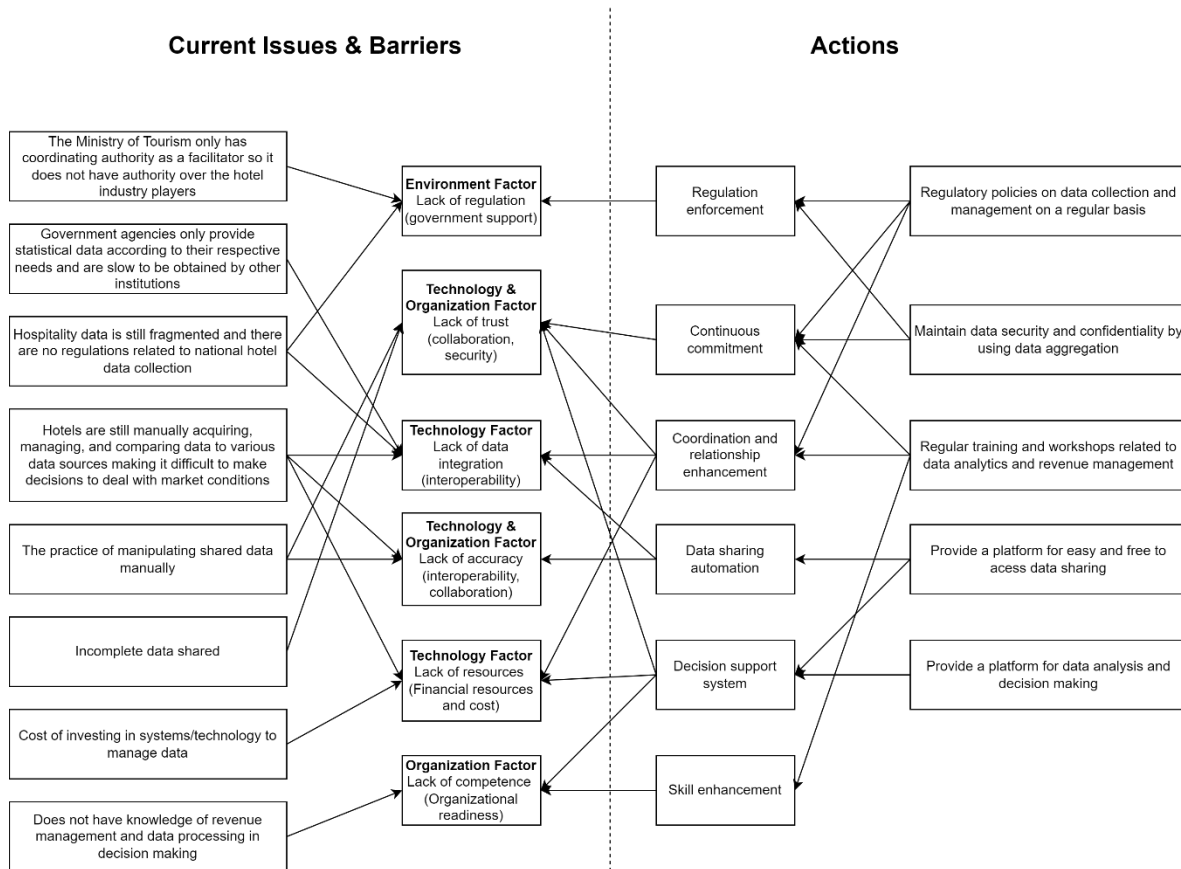 Current Issues & Barriers
Actions
The Ministry of Tourism only has
coordinating authority as a facilitator so it
does not have authority over the hotel
industry players
Government agencies only provide
statistical data according to their respective
needs and are slow to be obtained by other
institutions
Hospitality data is still fragmented and there
are no regulations related to national hotel
data collection
Hotels are still manually acquiring,
managing, and comparing data to various
data sources making it difficult to make
decisions to deal with market conditions
The practice of manipulating shared data
manually
Incomplete data shared
Cost of investing in systems/technology to
manage data
Does not have knowledge of revenue
management and data processing in
decision making
Environment Factor
Lack of regulation
(government support)
Technology &
Organization Factor
Lack of trust
(collaboration,
security)
Technology Factor
Lack of data
integration
(interoperability)
Technology &
Organization Factor
Lack of accuracy
(interoperability,
collaboration)
Technology Factor
Lack of resources
(Financial resources
and cost)
Organization Factor
Lack of competence
(Organizational
readiness)
Regulation
enforcement
Continuous
commitment
Coordination and
relationship
enhancement
Data sharing
automation
Decision support
system
Skill enhancement
Regulatory policies on data collection and
management on a regular basis
Maintain data security and confidentiality by
using data aggregation
Regular training and workshops related to
data analytics and revenue management
Provide a platform for easy and free to
acess data sharing
Provide a platform for data analysis and
decision making